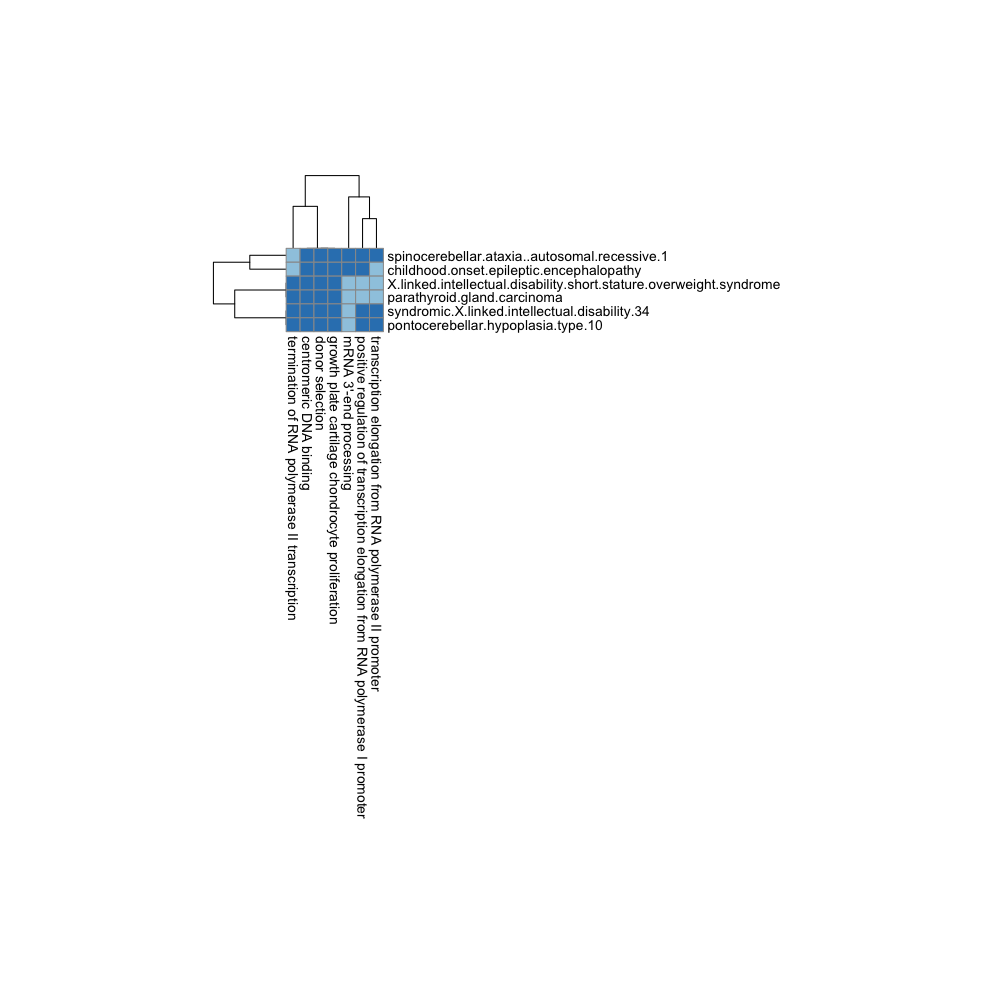 spinocerebellar.ataxia..autosomal.recessive.1
childhood.onset.epileptic.encephalopathy
X.linked.intellectual.disability.short.stature.overweight.syndrome
parathyroid.gland.carcinoma
syndromic.X.linked.intellectual.disability.34
pontocerebellar.hypoplasia.type.10
termination of RNA polymerase II transcription
centromeric DNA binding
donor selection
growth plate cartilage chondrocyte proliferation
mRNA 3'-end processing
positive regulation of transcription elongation from RNA polymerase I promoter
transcription elongation from RNA polymerase II promoter